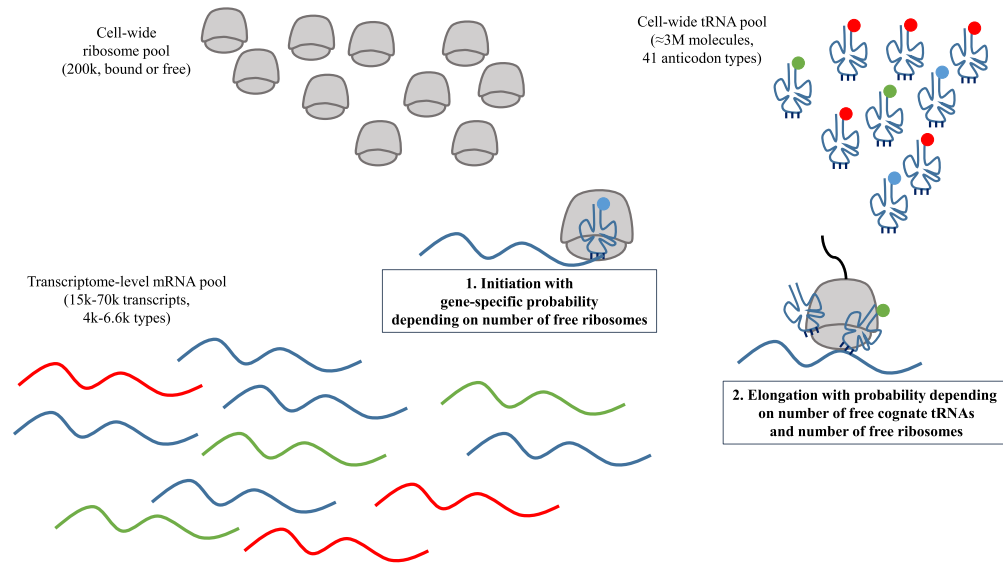 Cell-wide
ribosome pool
(200k, bound or free)
Cell-wide tRNA pool
(≈3M molecules,
41 anticodon types)
Transcriptome-level mRNA pool
(15k-70k transcripts,
4k-6.6k types)
1. Initiation with
gene-specific probability
depending on number of free ribosomes
2. Elongation with probability depending
on number of free cognate tRNAs
and number of free ribosomes